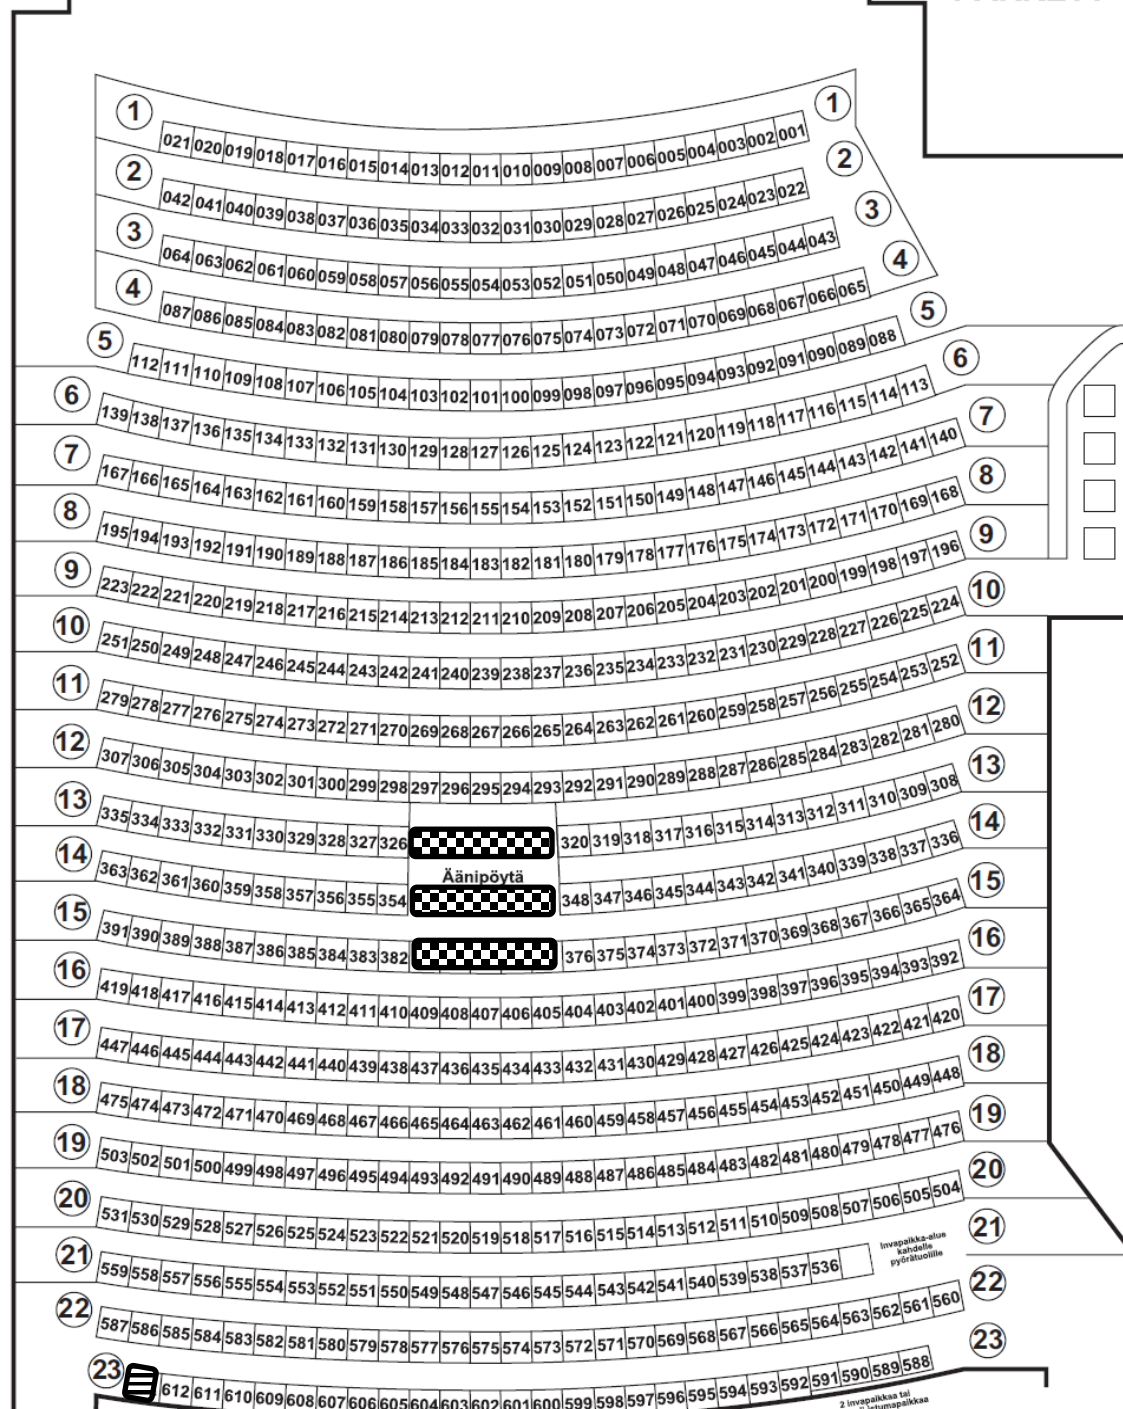 1 1
021 020 019 018 017 016 015 014 013 012 011 010 009 008 007 006 005 004 003 002 001
2 2
042 041 040 039 038 037 036 035 034 033 032 031 030 029 028 027 026 025 024 023 022
3 3
064 063 062 061 060 059 058 057 056 055 054 053 052 051 050 049 048 047 046 045 044 043
4 4
087 086 085 084 083 082 081 080 079 078 077 076 075 074 073 072 071 070 069 068 067 066 065
5 5
112 111 110 109 108 107 106 105 104 103 102 101 100 099 098 097 096 095 094 093 092 091 090 089 088
6 6
139 138 137 136 135 134 133 132 131 130 129 128 127 126 125 124 123 122 121 120 119 118 117 116 115 114 113
7 7
167 166 165 164 163 162 161 160 159 158 157 156 155 154 153 152 151 150 149 148 147 146 145 144 143 142 141 140
8 8
195 194 193 192 191 190 189 188 187 186 185 184 183 182 181 180 179 178 177 176 175 174 173 172 171 170 169 168
9 9
223 222 221 220 219 218 217 216 215 214 213 212 211 210 209 208 207 206 205 204 203 202 201 200 199 198 197 196
10 10
251 250 249 248 247 246 245 244 243 242 241 240 239 238 237 236 235 234 233 232 231 230 229 228 227 226 225 224
11 11
279 278 277 276 275 274 273 272 271 270 269 268 267 266 265 264 263 262 261 260 259 258 257 256 255 254 253 252
12 12
307 306 305 304 303 302 301 300 299 298 297 296 295 294 293 292 291 290 289 288 287 286 285 284 283 282 281 280
13 13
335 334 333 332 331 330 329 328 327 326 320 319 318 317 316 315 314 313 312 311 310 309 308
14 14
Äänipöytä
363 362 361 360 359 358 357 356 355 354 348 347 346 345 344 343 342 341 340 339 338 337 336
15 15
391 390 389 388 387 386 385 384 383 382 376 375 374 373 372 371 370 369 368 367 366 365 364
16 16
419 418 417 416 415 414 413 412 411 410 409 408 407 406 405 404 403 402 401 400 399 398 397 396 395 394 393 392
17 17
447 446 445 444 443 442 441 440 439 438 437 436 435 434 433 432 431 430 429 428 427 426 425 424 423 422 421 420
18 18
475 474 473 472 471 470 469 468 467 466 465 464 463 462 461 460 459 458 457 456 455 454 453 452 451 450 449 448
19 19
503 502 501 500 499 498 497 496 495 494 493 492 491 490 489 488 487 486 485 484 483 482 481 480 479 478 477 476
20 20
531 530 529 528 527 526 525 524 523 522 521 520 519 518 517 516 515 514 513 512 511 510 509 508 507 506 505 504
21 21
Invapaikka-alue
kahdelle
pyörätuolille
559 558 557 556 555 554 553 552 551 550 549 548 547 546 545 544 543 542 541 540 539 538 537 536
22 22
587 586 585 584 583 582 581 580 579 578 577 576 575 574 573 572 571 570 569 568 567 566 565 564 563 562 561 560
23 23
612 611 610 609 608 607 606 605 604 603 602 601 600 599 598 597 596 595 594 593 592 591 590 589 588
2 invapaikkaa tai